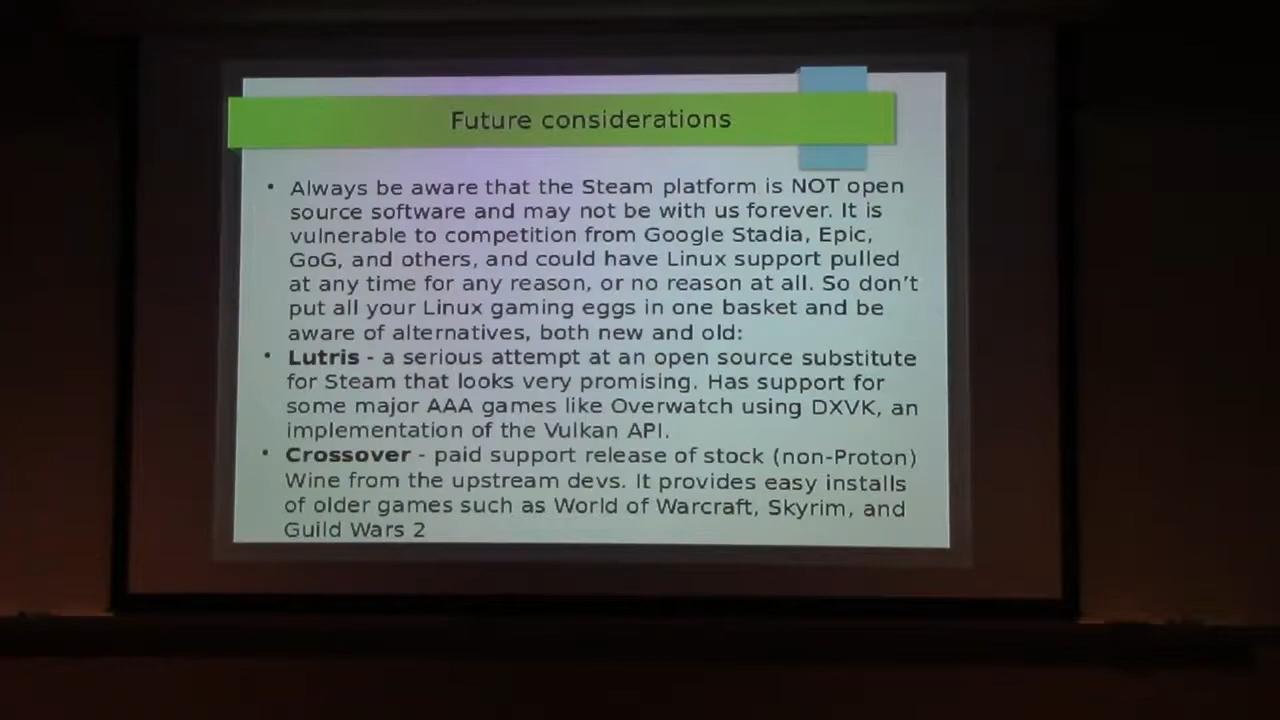 Future considerations
• Always be aware that the Steam platform is NOT open
source software and may not be with us forever. It is
vulnerable to competition from Google Stadia, Epic,
GoG, and others, and could have Linux support pulled
at any time for any reason, or no reason at all. So don’t
put all your Linux gaming eggs in one basket and be
aware of alternatives, both new and old:
• Lutris - a serious attempt at an open source substitute
for Steam that looks very promising. Has support for
some major AAA games like Overwatch using DXVK, an
implementation of the Vulkan API.
• Crossover - paid support release of stock (non-Proton)
Wine from the upstream devs. It provides easy installs
of older games such as World of Warcraft, Skyrim, and
Guild Wars 2